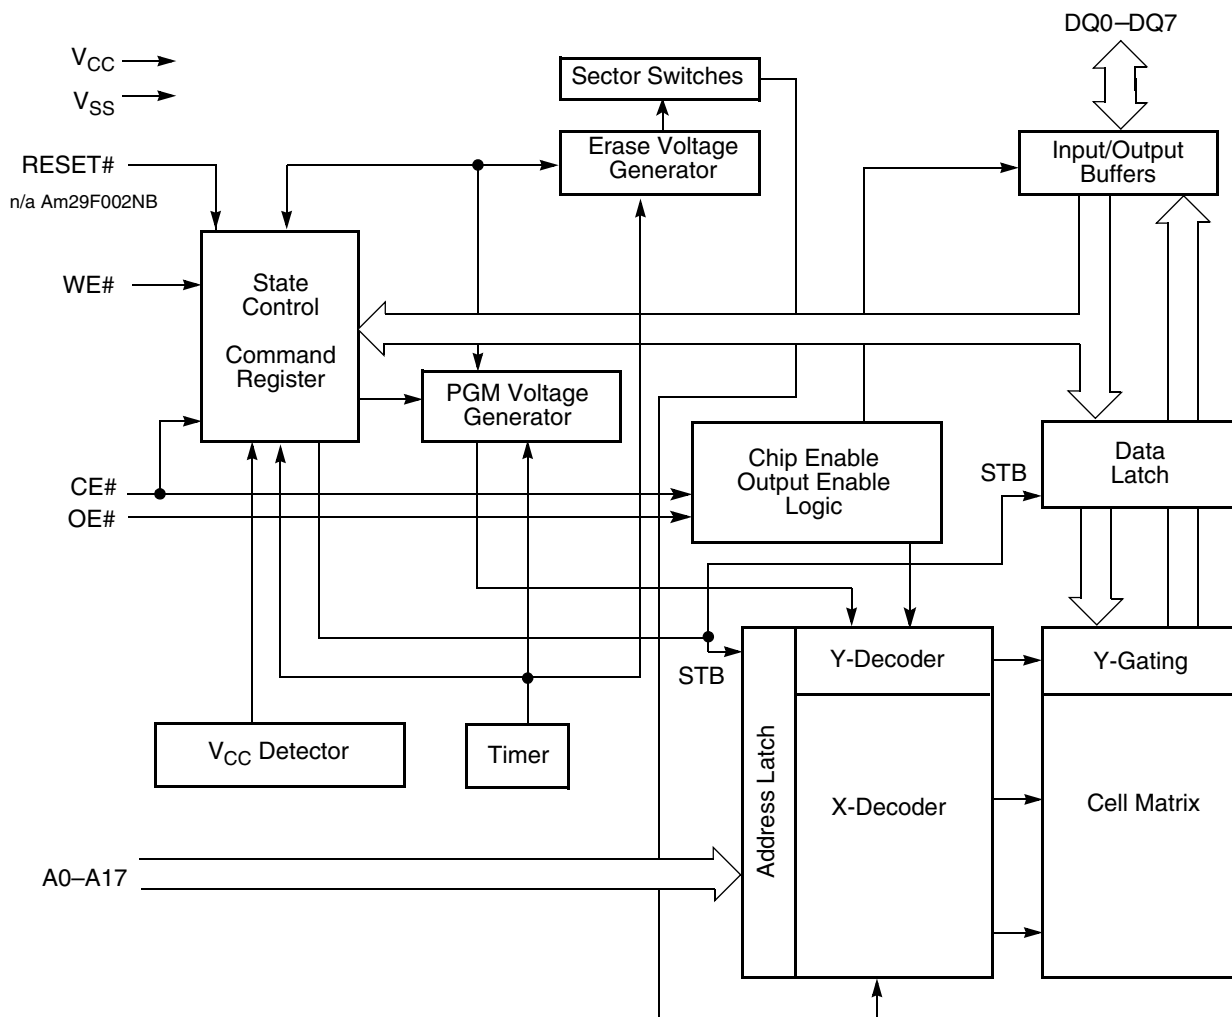 DQ0–DQ7
VCC
VSS
Sector Switches
RESET#
n/a Am29F002NB
Erase Voltage
Generator
Input/Output
Buffers
WE#
State
Control
Command
Register
PGM Voltage
Generator
CE#
OE#
Chip Enable
Output Enable
Logic
STB
Data
Latch
STB
Y-Decoder
Y-Gating
VCC Detector
Timer
Address Latch
X-Decoder
Cell Matrix
A0–A17